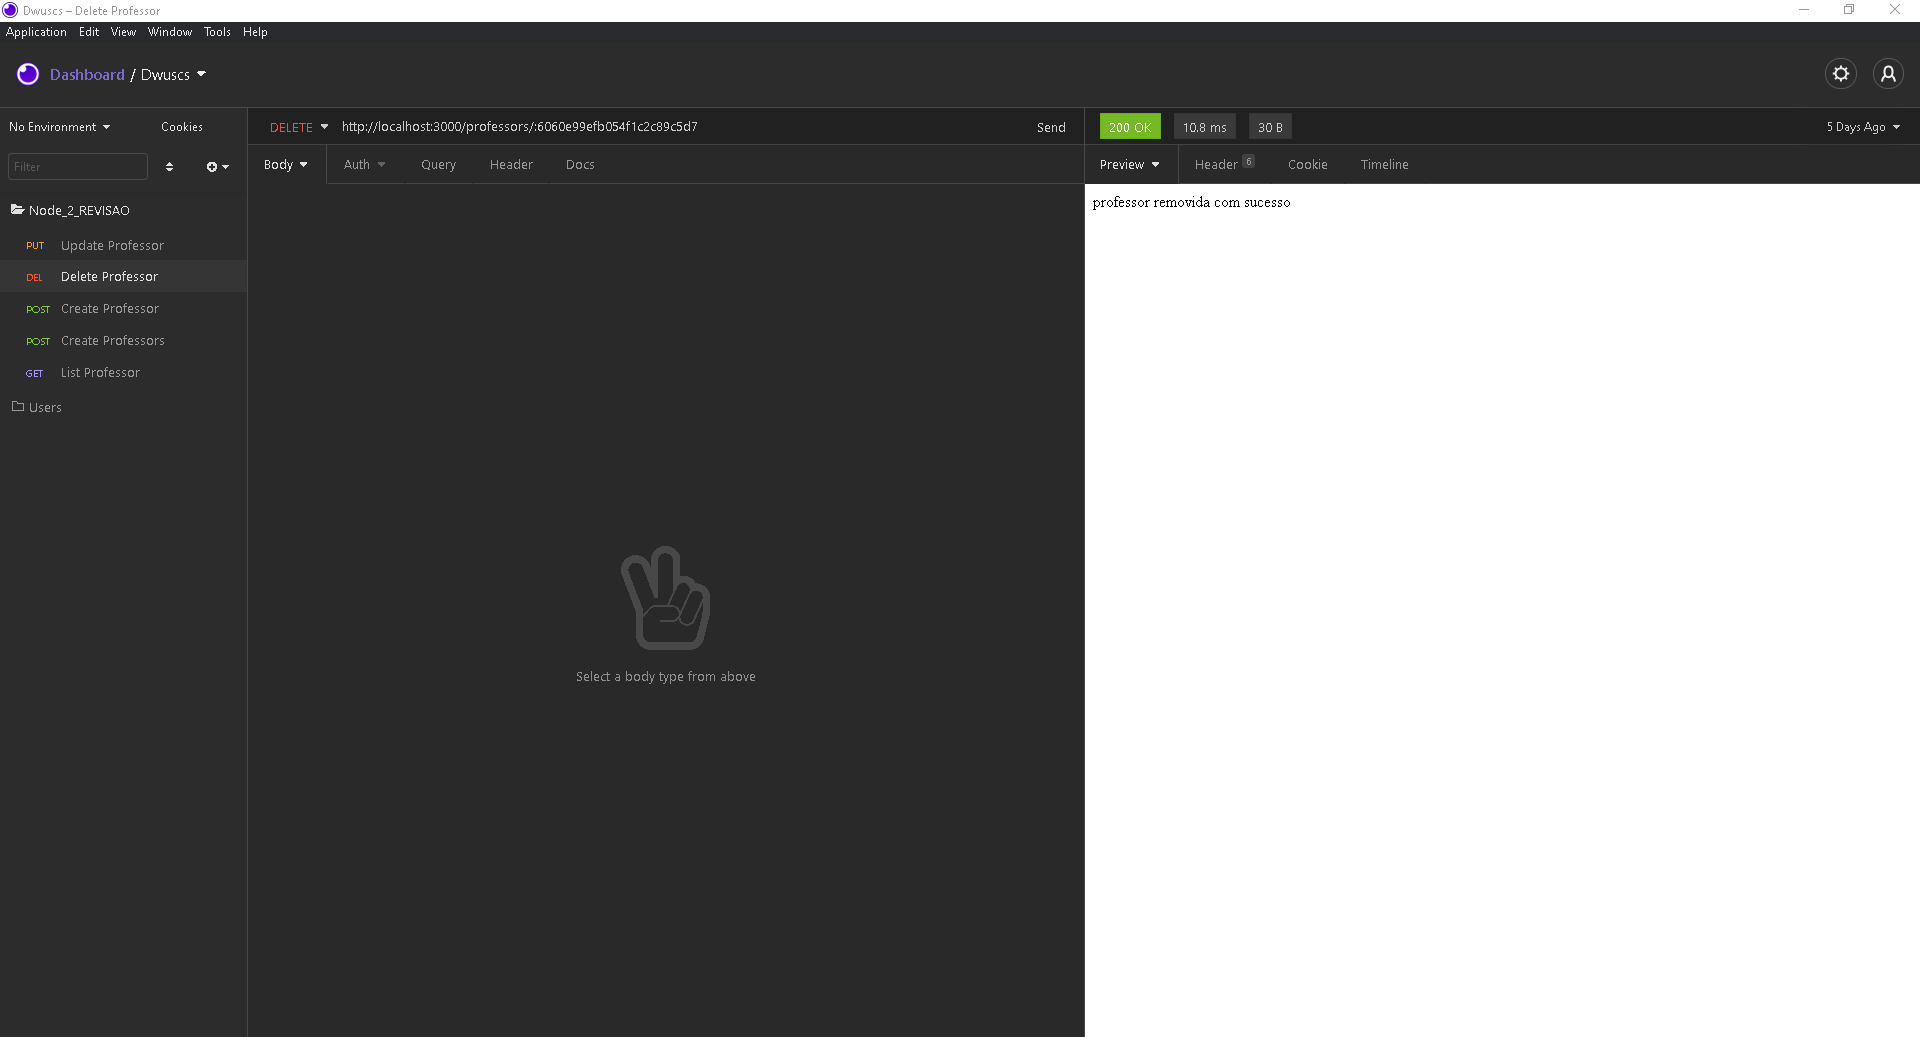 Dwuscs – Delete Professor
Application Edit View Window Tools Help
Dashboard / Dwuscs
No Environment Cookies
DELETE http://localhost:3000/professors/:6060e99efb054f1c2c89c5d7 Send
200 OK 10.8 ms 30 B 5 Days Ago
Filter
Body Auth Query Header Docs
Preview Header 6 Cookie Timeline
professor removida com sucesso
Node_2_REVISAO
PUT Update Professor
DEL Delete Professor
POST Create Professor
POST Create Professors
GET List Professor
Users
Select a body type from above